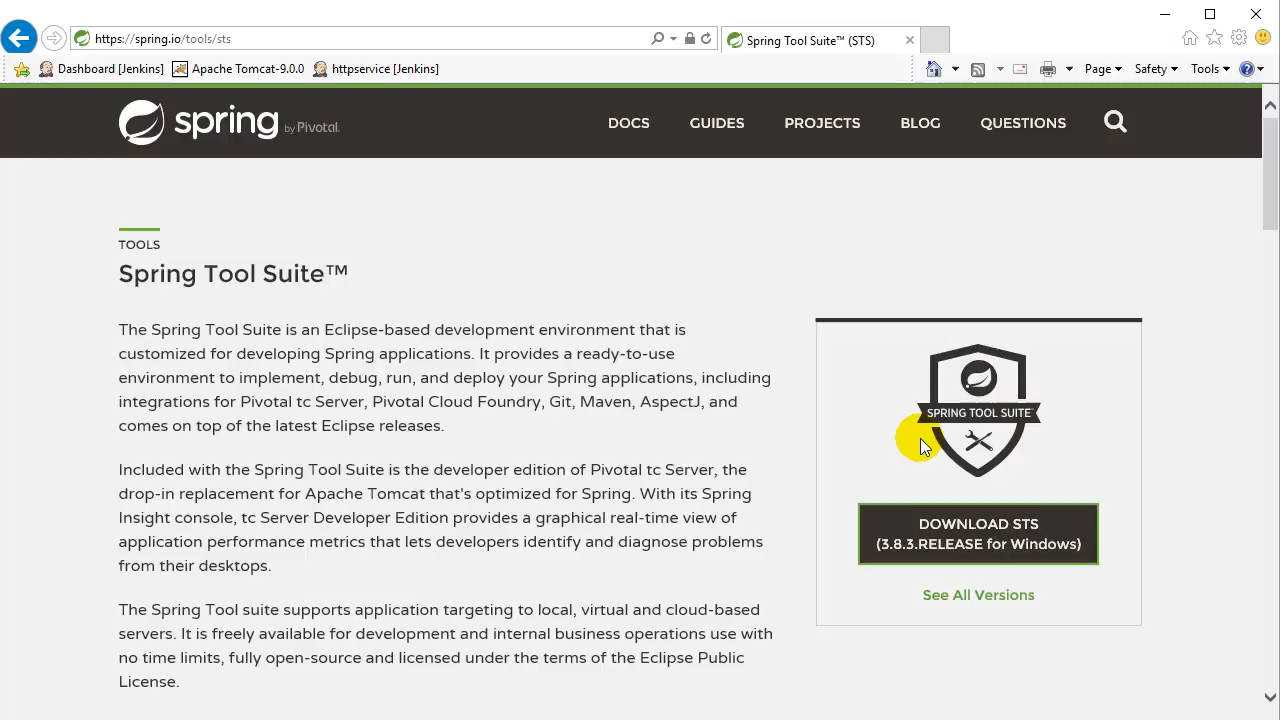 https://spring.io/tools/sts
Spring Tool Suite™ (STS)
Dashboard [Jenkins]
Apache Tomcat-9.0.0
httpservice [Jenkins]
Page
Safety
Tools
spring by Pivotal.
DOCS
GUIDES
PROJECTS
BLOG
QUESTIONS
TOOLS
Spring Tool Suite™
The Spring Tool Suite is an Eclipse-based development environment that is
customized for developing Spring applications. It provides a ready-to-use
environment to implement, debug, run, and deploy your Spring applications, including
integrations for Pivotal tc Server, Pivotal Cloud Foundry, Git, Maven, AspectJ, and
comes on top of the latest Eclipse releases.
Included with the Spring Tool Suite is the developer edition of Pivotal tc Server, the
drop-in replacement for Apache Tomcat that's optimized for Spring. With its Spring
Insight console, tc Server Developer Edition provides a graphical real-time view of
application performance metrics that lets developers identify and diagnose problems
from their desktops.
The Spring Tool suite supports application targeting to local, virtual and cloud-based
servers. It is freely available for development and internal business operations use with
no time limits, fully open-source and licensed under the terms of the Eclipse Public
License.
SPRING TOOL SUITE
DOWNLOAD STS
(3.8.3.RELEASE for Windows)
See All Versions